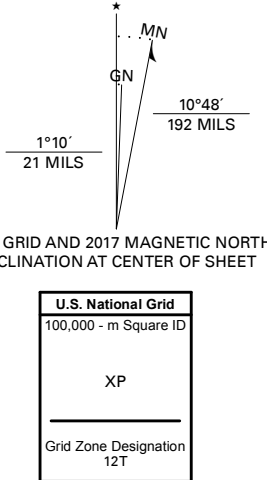 ★
MN
GN
10°48´
192 MILS
1°10´
21 MILS
GRID AND 2017 MAGNETIC NORTH
CLINATION AT CENTER OF SHEET
U.S. National Grid
100,000 - m Square ID
XP
Grid Zone Designation
12T